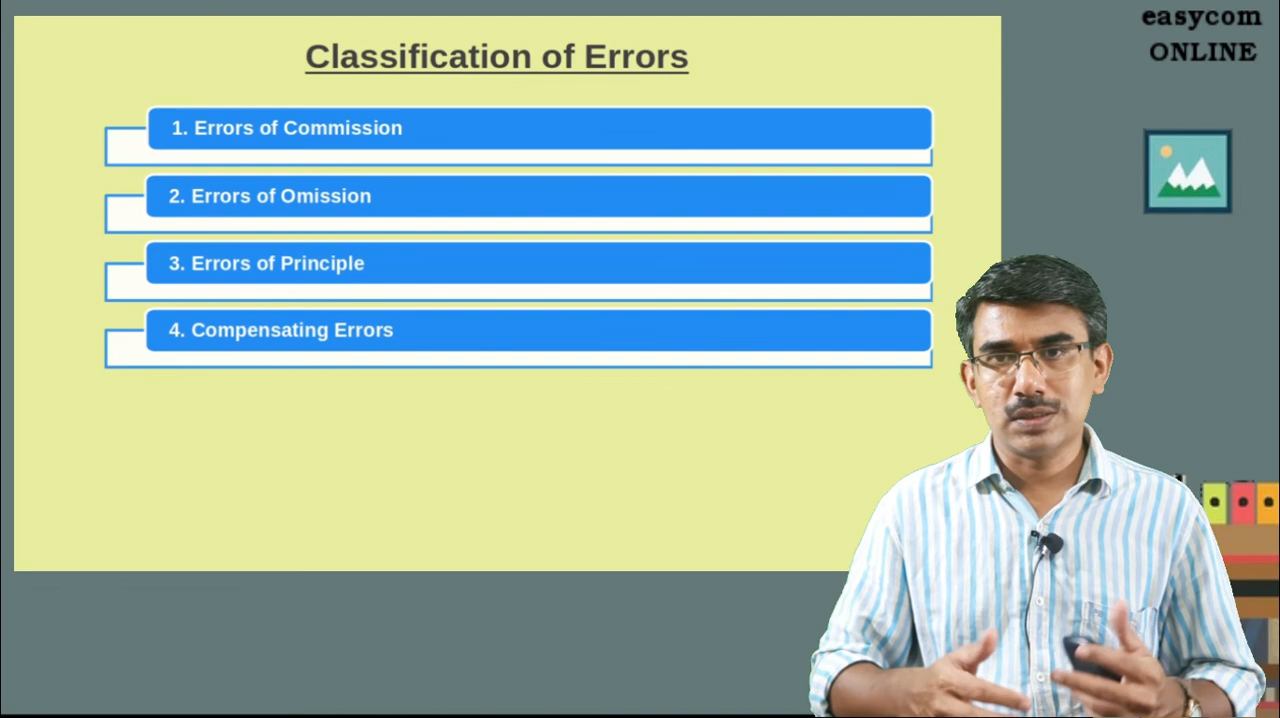 Classification of Errors
1. Errors of Commission
2. Errors of Omission
3. Errors of Principle
4. Compensating Errors
easycom
ONLINE